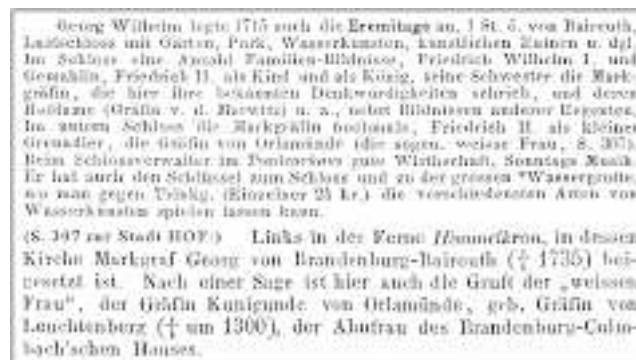 Georg Wilhelm legte 1715 auch die Eremitage an, 1 St. ö. von Baireuth,
Lustschloss mit Garten, Park, Wasserkünsten, künstlichen Ruinen u. dgl.
Im Schloss eine Anzahl Familien-Bildnisse, Friedrich Wilhelm I. und
Gemahlin, Friedrich II. als Kind und als König, seine Schwester die Mark-
gräfin, die hier ihre bekannten Denkwürdigkeiten schrieb, und deren
Hofdame (Gräfin v. d. Marwitz) u. a., nebst Bildnissen anderer Regenten.
Im untern Schloss die Markgräfin nochmals, Friedrich II. als kleiner
Grenadier, die Gräfin von Orlamünde (die sogen. weisse Frau, S. 307).
Beim Schlossverwalter im gute Wirthschaft, Sonntags Musik.
Er hat auch den Schlüssel zum Schloss und zu der grossen *Wassergrotte,
wo man gegen Trinkg. (Einzelner 24 kr.) die verschiedensten Arten von
Wasserkünsten spielen lassen kann.
(S. 307 zur Stadt HOF.) Links in der Ferne Himmelkron, in dessen
Kirche Markgraf Georg von Brandenburg-Baireuth († 1735) bei-
gesetzt ist. Nach einer Sage ist hier auch die Gruft der „weissen
Frau“, der Gräfin Kunigunde von Orlamünde, geb. Gräfin von
Leuchtenberg († um 1300), der Ahnfrau des Brandenburg-Culm-
bach'schen Hauses.